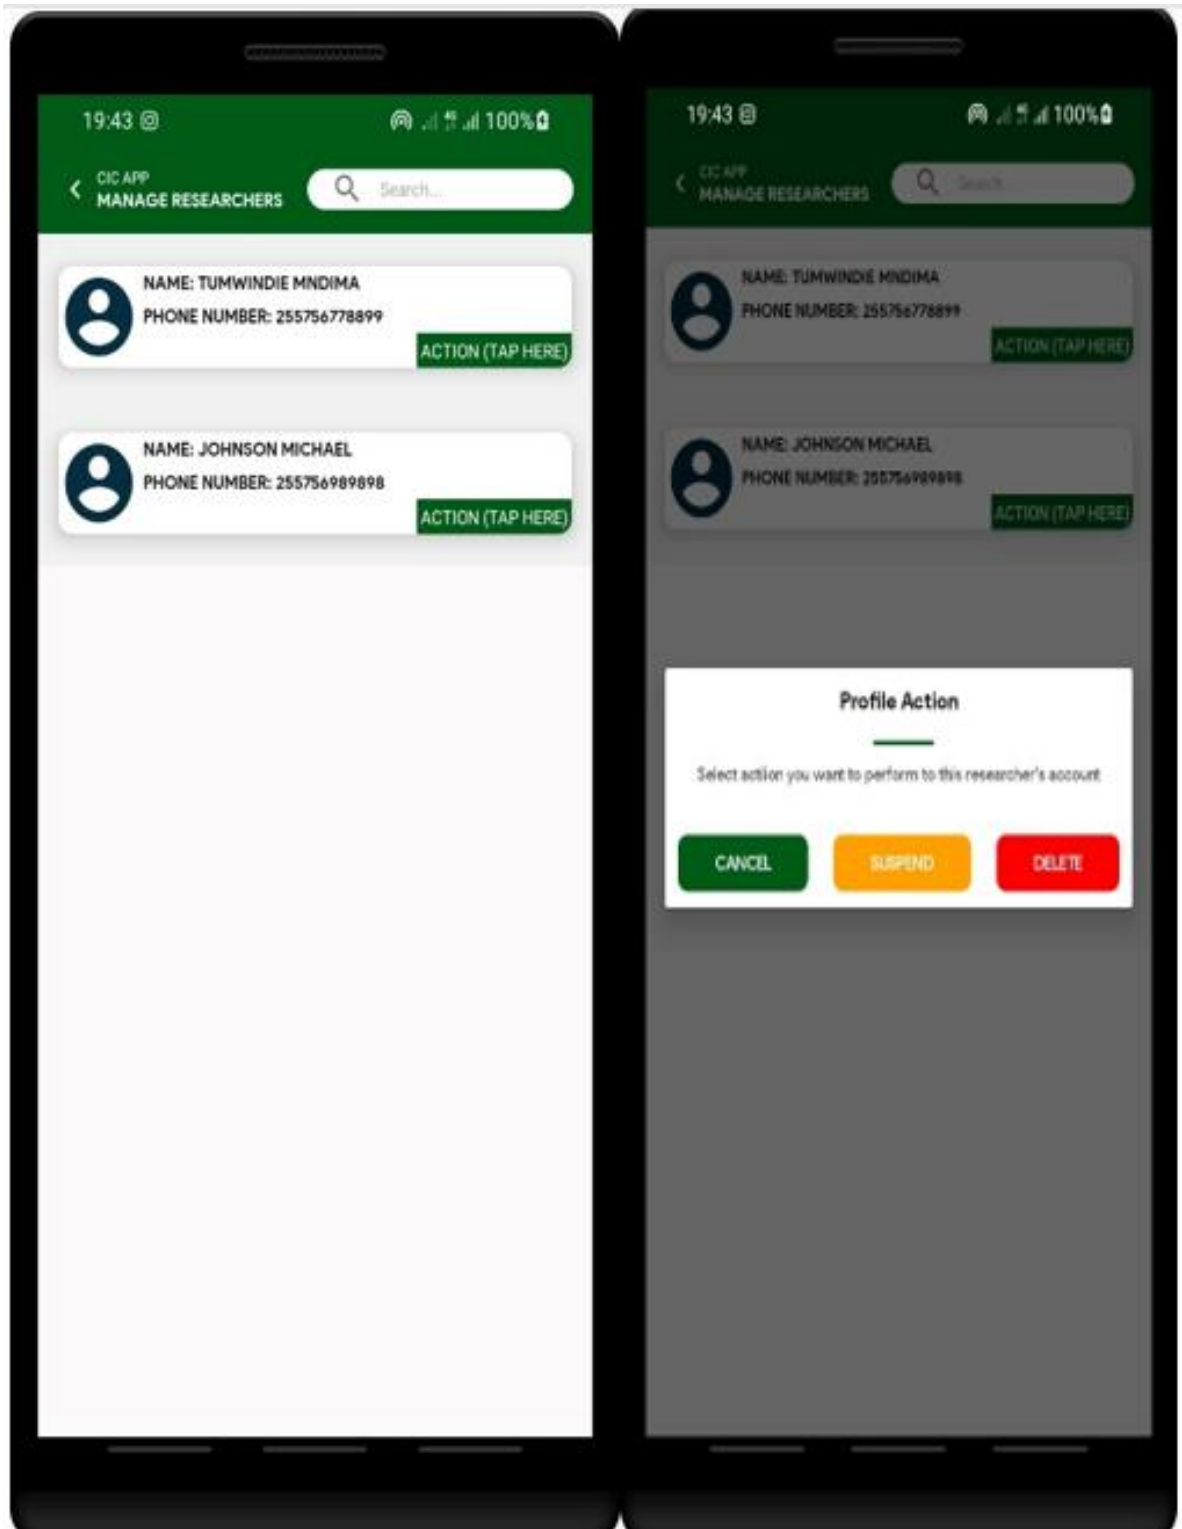 19:43 100%
CIC APP
MANAGE RESEARCHERS
Search...
NAME: TUMWINDIE MNDIMA
PHONE NUMBER: 255756778899
ACTION (TAP HERE)
NAME: JOHNSON MICHAEL
PHONE NUMBER: 255756989898
ACTION (TAP HERE)
19:43 100%
CIC APP
MANAGE RESEARCHERS
Search...
NAME: TUMWINDIE MNDIMA
PHONE NUMBER: 255756778899
ACTION (TAP HERE)
NAME: JOHNSON MICHAEL
PHONE NUMBER: 255756989898
ACTION (TAP HERE)
Profile Action
Select actiion you want to perform to this researcher's account
CANCEL SUSPEND DELETE